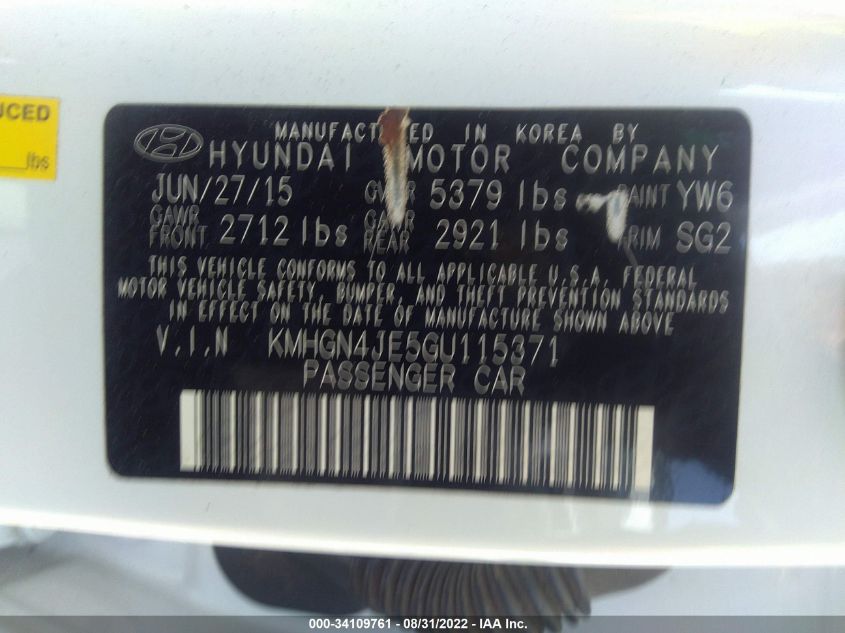 UCED
lbs
MANUFACTURED IN KOREA BY
HYUNDAI MOTOR COMPANY
JUN/27/15 GVWR 5379 lbs PAINT YW6
GAWR FRONT 2712 lbs GAWR REAR 2921 lbs TRIM SG2
THIS VEHICLE CONFORMS TO ALL APPLICABLE U.S.A. FEDERAL
MOTOR VEHICLE SAFETY, BUMPER, AND THEFT PREVENTION STANDARDS
IN EFFECT ON THE DATE OF MANUFACTURE SHOWN ABOVE
V.I.N KMHGN4JE5GU115371
PASSENGER CAR
000-34109761 - 08/31/2022 - IAA Inc.